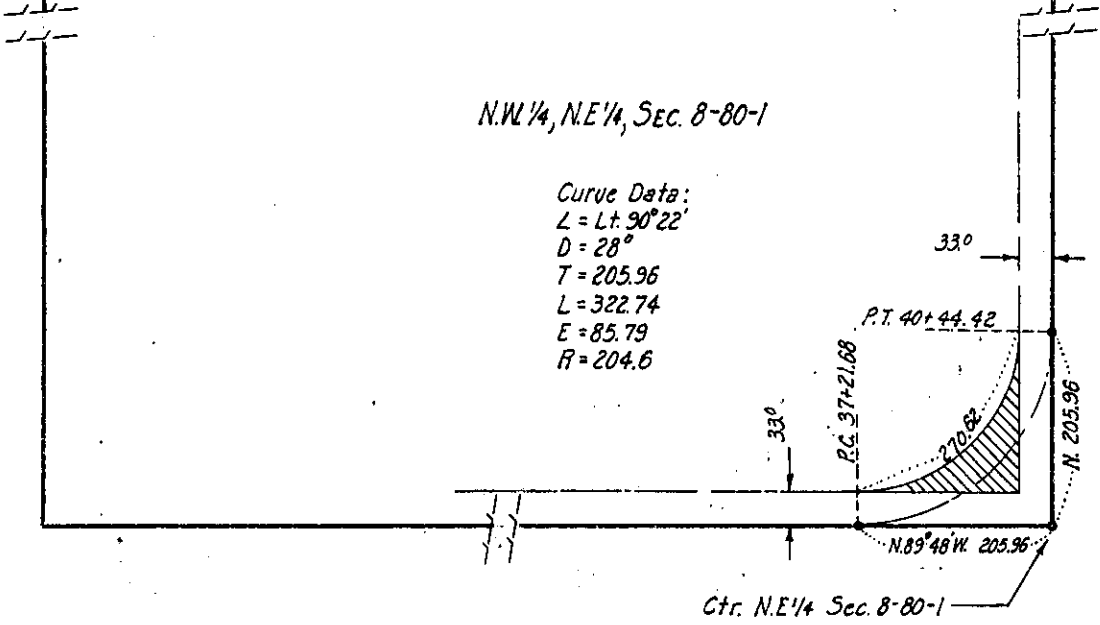 N.W.1/4, N.E.1/4, SEC. 8-80-1
Curve Data:
L = Lt. 90°22'
D = 28°
T = 205.96
L = 322.74
E = 85.79
R = 204.6
33.0
P.T. 40+44.42
P.C. 37+21.68
33.0
270.62
N. 205.96
N.89°48'W. 205.96
Ctr. N.E.1/4 Sec. 8-80-1